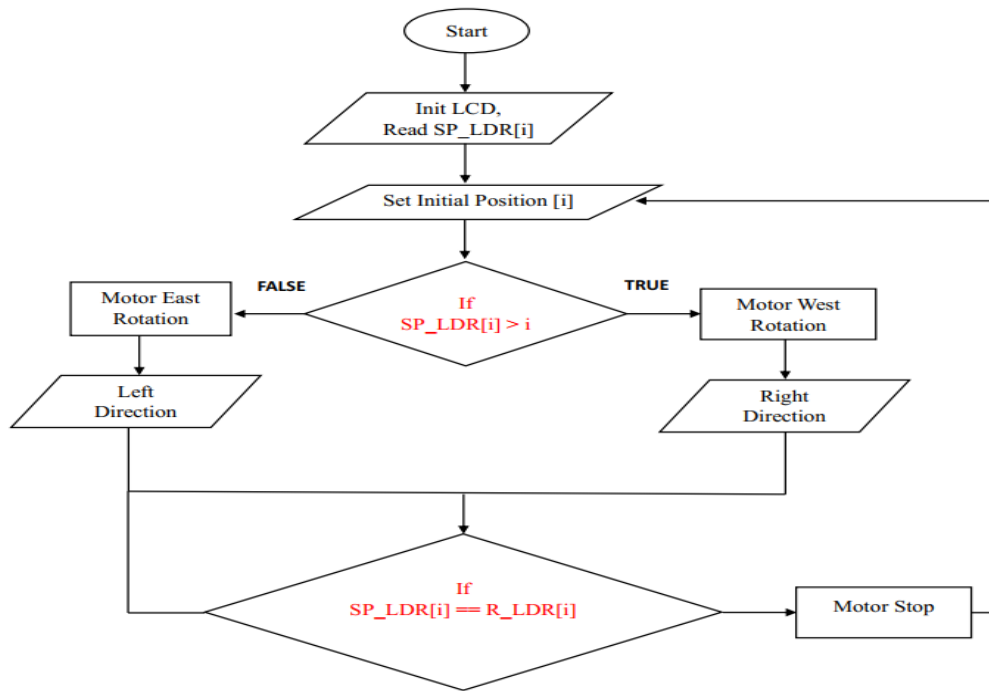 Start
Init LCD,
Read SP_LDR[i]
Set Initial Position [i]
FALSE
TRUE
If
SP_LDR[i] > i
Motor East
Rotation
Motor West
Rotation
Left
Direction
Right
Direction
If
SP_LDR[i] == R_LDR[i]
Motor Stop